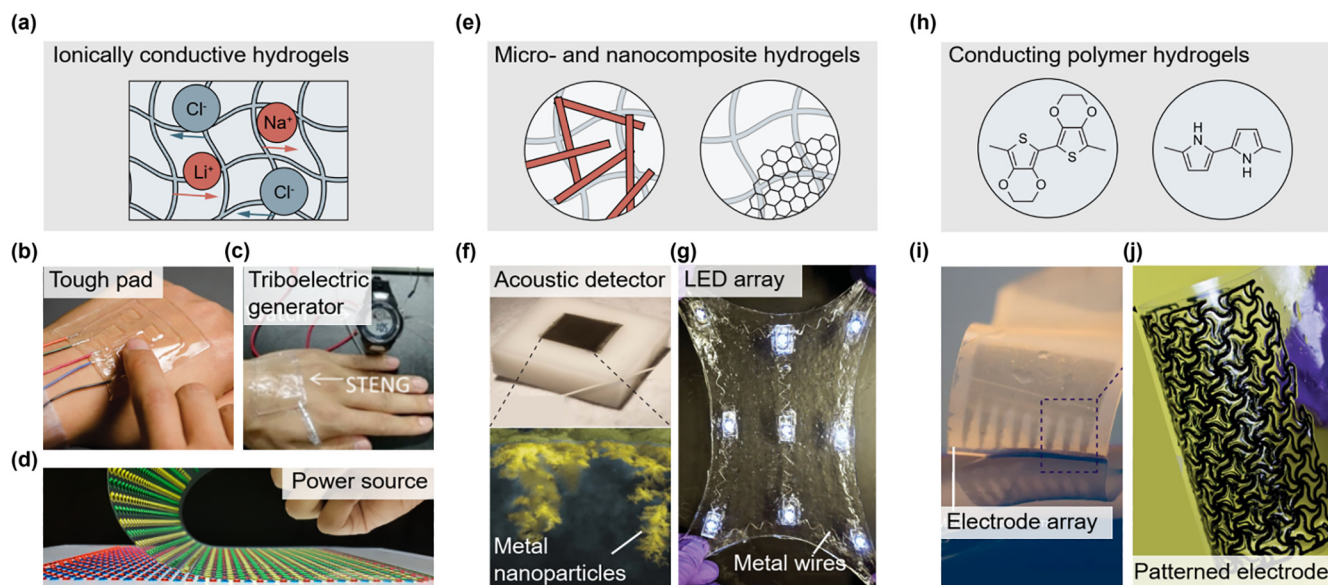 (a)
Ionically conductive hydrogels
Cl-
Na+
Li+
Cl-
(b)
Tough pad
(c)
Triboelectric
generator
STENG
(d)
Power source
(e)
Micro- and nanocomposite hydrogels
(f)
Acoustic detector
Metal
nanoparticles
(g)
LED array
Metal wires
(h)
Conducting polymer hydrogels
O
O
S
S
O
O
H
N
N
H
(i)
Electrode array
(j)
Patterned electrode